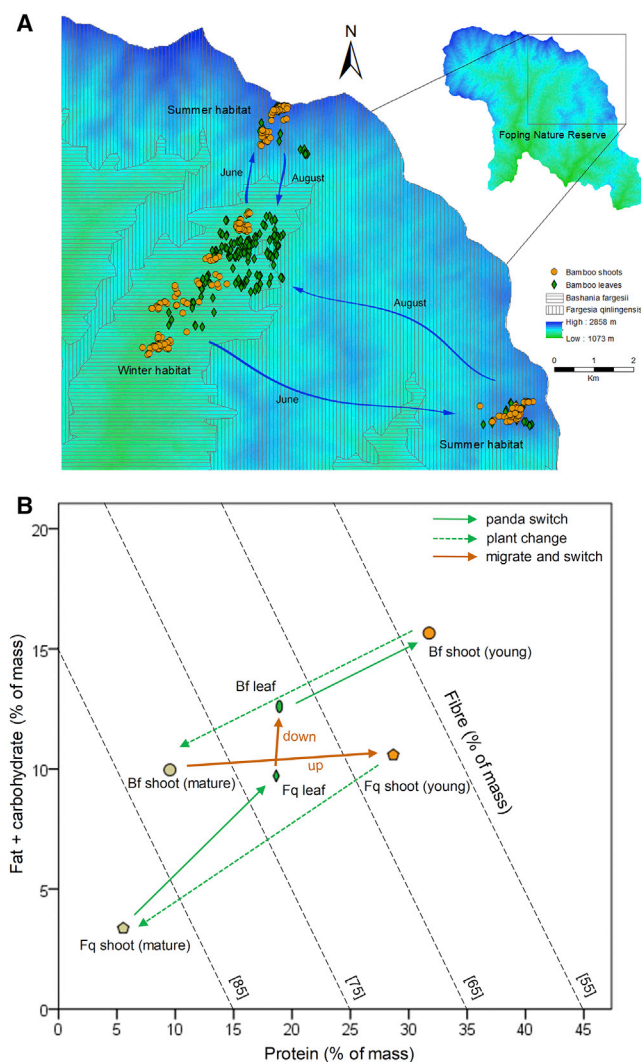 A
N
Summer habitat
June
August
Foping Nature Reserve
Bamboo shoots
Bamboo leaves
Bashania fargesii
Fargesia qinlingensis
High : 2858 m
Low : 1073 m
0 1 2
Km
August
Winter habitat
June
Summer habitat
B
20
15
10
5
0
Fat + carbohydrate (% of mass)
panda switch
plant change
migrate and switch
Bf shoot (young)
Bf leaf
down
up
Bf shoot (mature)
Fq leaf
Fq shoot (young)
Fibre (% of mass)
Fq shoot (mature)
[85]
[75]
[65]
[55]
0 5 10 15 20 25 30 35 40 45
Protein (% of mass)